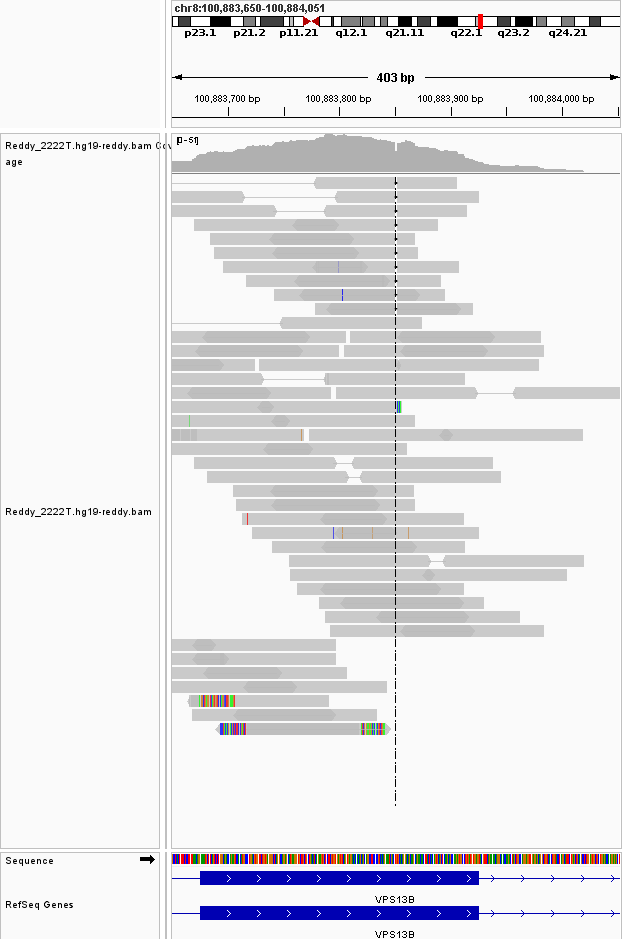 chr8:100,883,650-100,884,051
p23.1 p21.2 p11.21 q12.1 q21.11 q22.1 q23.2 q24.21
403 bp
100,883,700 bp 100,883,800 bp 100,883,900 bp 100,884,000 bp
Reddy_2222T.hg19-reddy.bam Cov
age
[0-51]
Reddy_2222T.hg19-reddy.bam
Sequence
RefSeq Genes
VPS13B
VPS13B